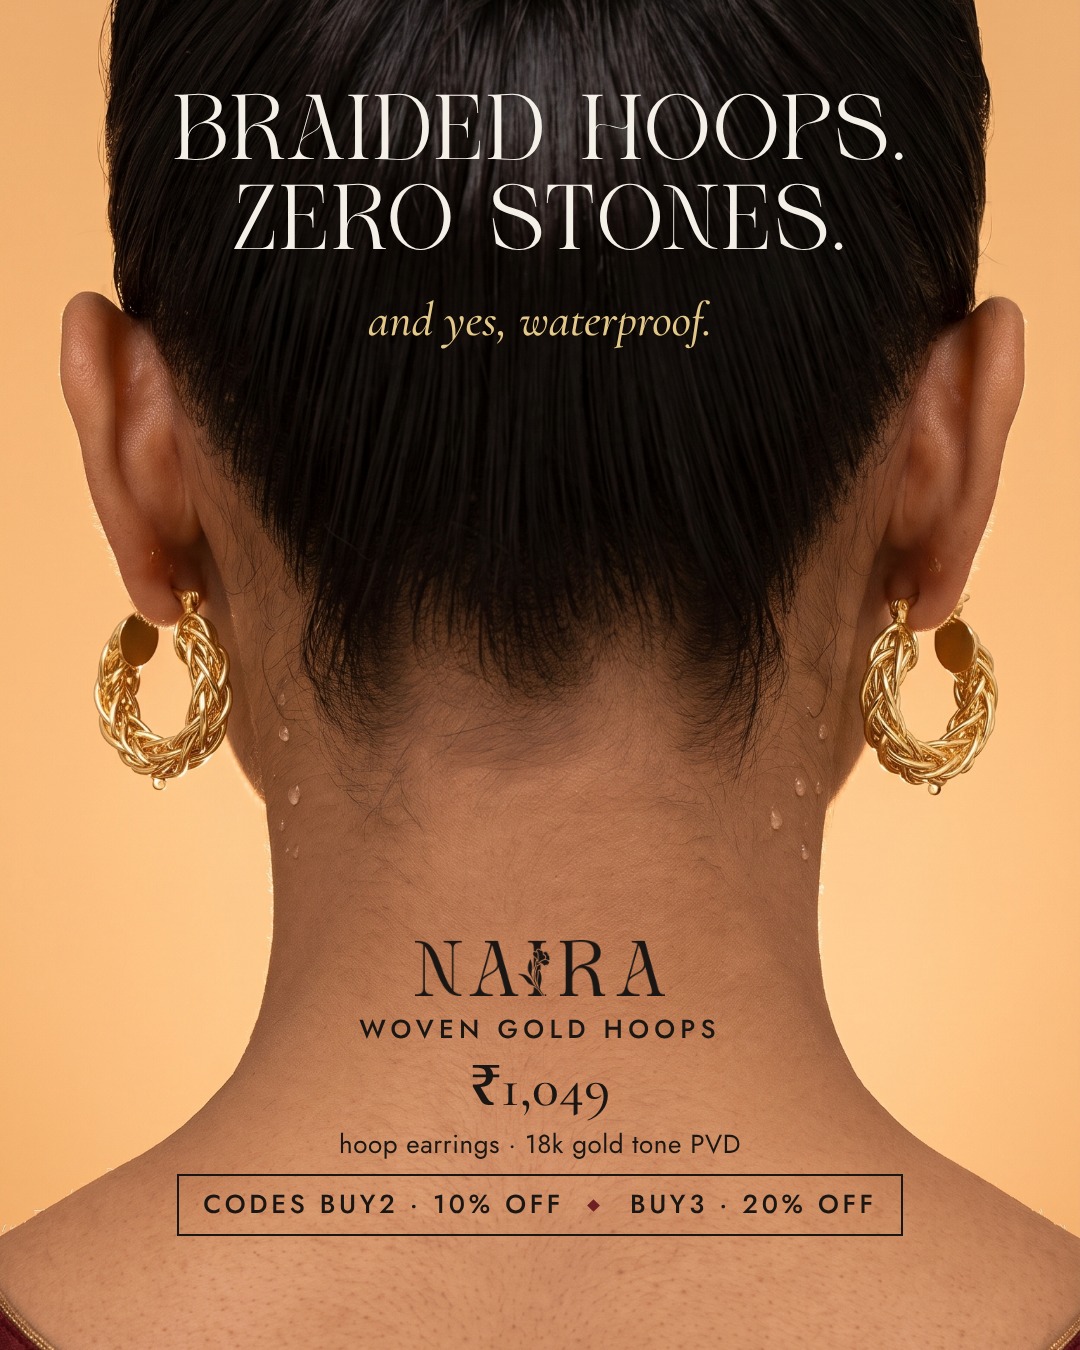 BRAIDED HOOPS.
ZERO STONES.
and yes, waterproof.
NAIRA
WOVEN GOLD HOOPS
₹1,049
hoop earrings · 18k gold tone PVD
CODES BUY2 · 10% OFF ◆ BUY3 · 20% OFF